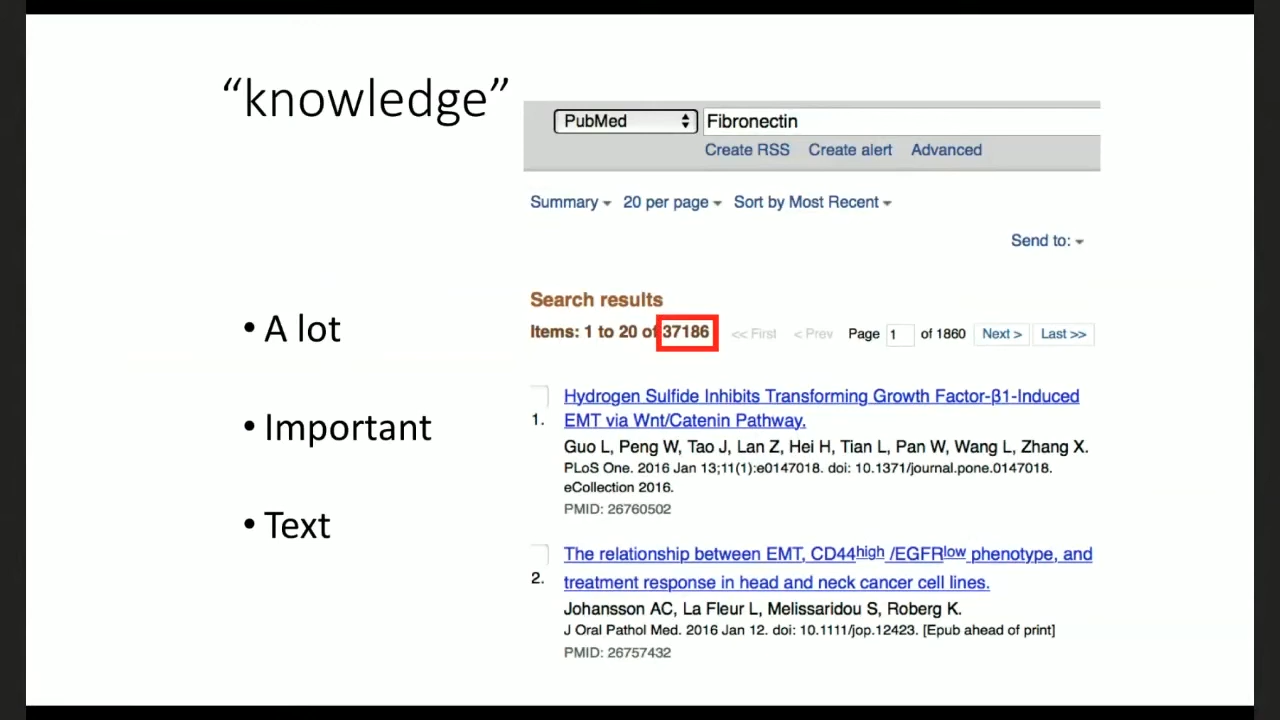 “knowledge”
• A lot
• Important
• Text
PubMed Fibronectin
Create RSS Create alert Advanced
Summary 20 per page Sort by Most Recent
Send to:
Search results
Items: 1 to 20 of 37186 << First < Prev Page 1 of 1860 Next > Last >>
1.
Hydrogen Sulfide Inhibits Transforming Growth Factor-β1-Induced
EMT via Wnt/Catenin Pathway.
Guo L, Peng W, Tao J, Lan Z, Hei H, Tian L, Pan W, Wang L, Zhang X.
PLoS One. 2016 Jan 13;11(1):e0147018. doi: 10.1371/journal.pone.0147018.
eCollection 2016.
PMID: 26760502
2.
The relationship between EMT, CD44high /EGFRlow phenotype, and
treatment response in head and neck cancer cell lines.
Johansson AC, La Fleur L, Melissaridou S, Roberg K.
J Oral Pathol Med. 2016 Jan 12. doi: 10.1111/jop.12423. [Epub ahead of print]
PMID: 26757432